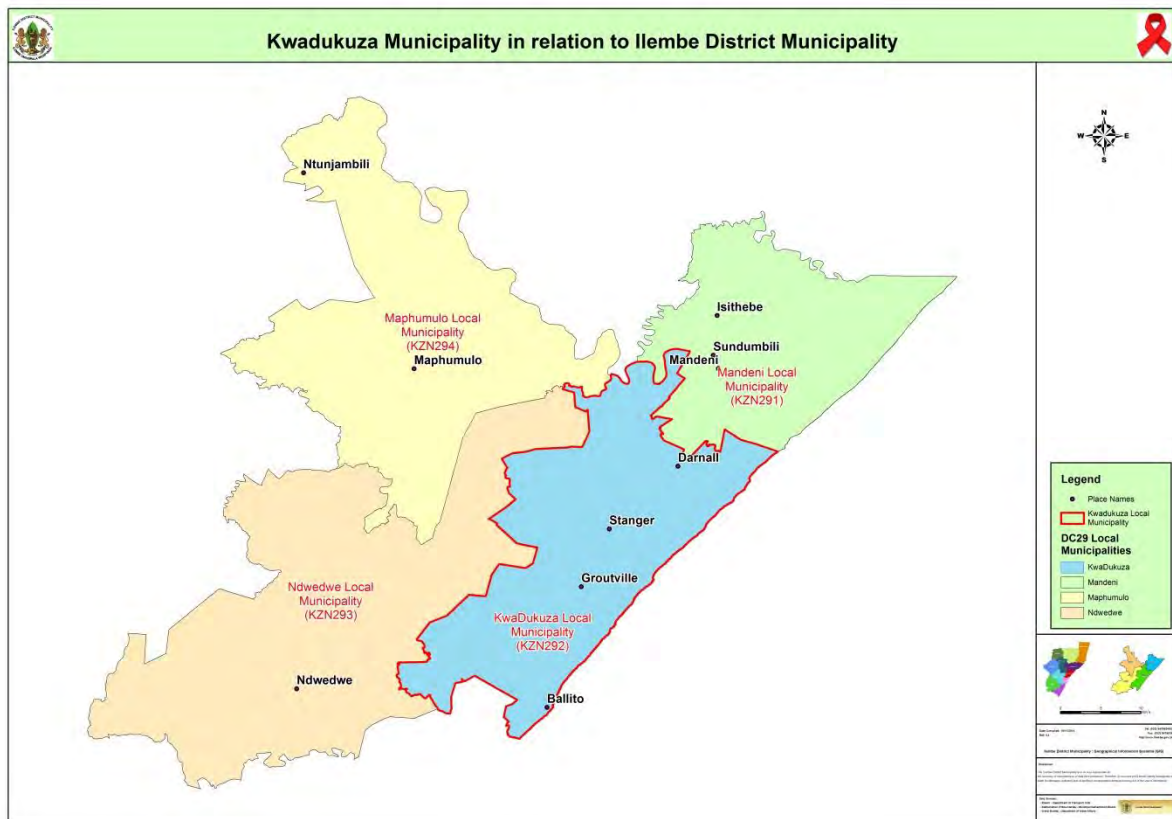 Kwadukuza Municipality in relation to Ilembe District Municipality
N
W E
S
Ntunjambili
Maphumulo Local
Municipality
(KZN294)
Maphumulo
Isithebe
Sundumbili
Mandeni
Mandeni Local
Municipality
(KZN291)
Darnall
Stanger
Groutville
KwaDukuza Local
Municipality
(KZN292)
Ballito
Ndwedwe Local
Municipality
(KZN293)
Ndwedwe
Legend
Place Names
Kwadukuza Local
Municipality
DC29 Local
Municipalities
KwaDukuza
Mandeni
Maphumulo
Ndwedwe